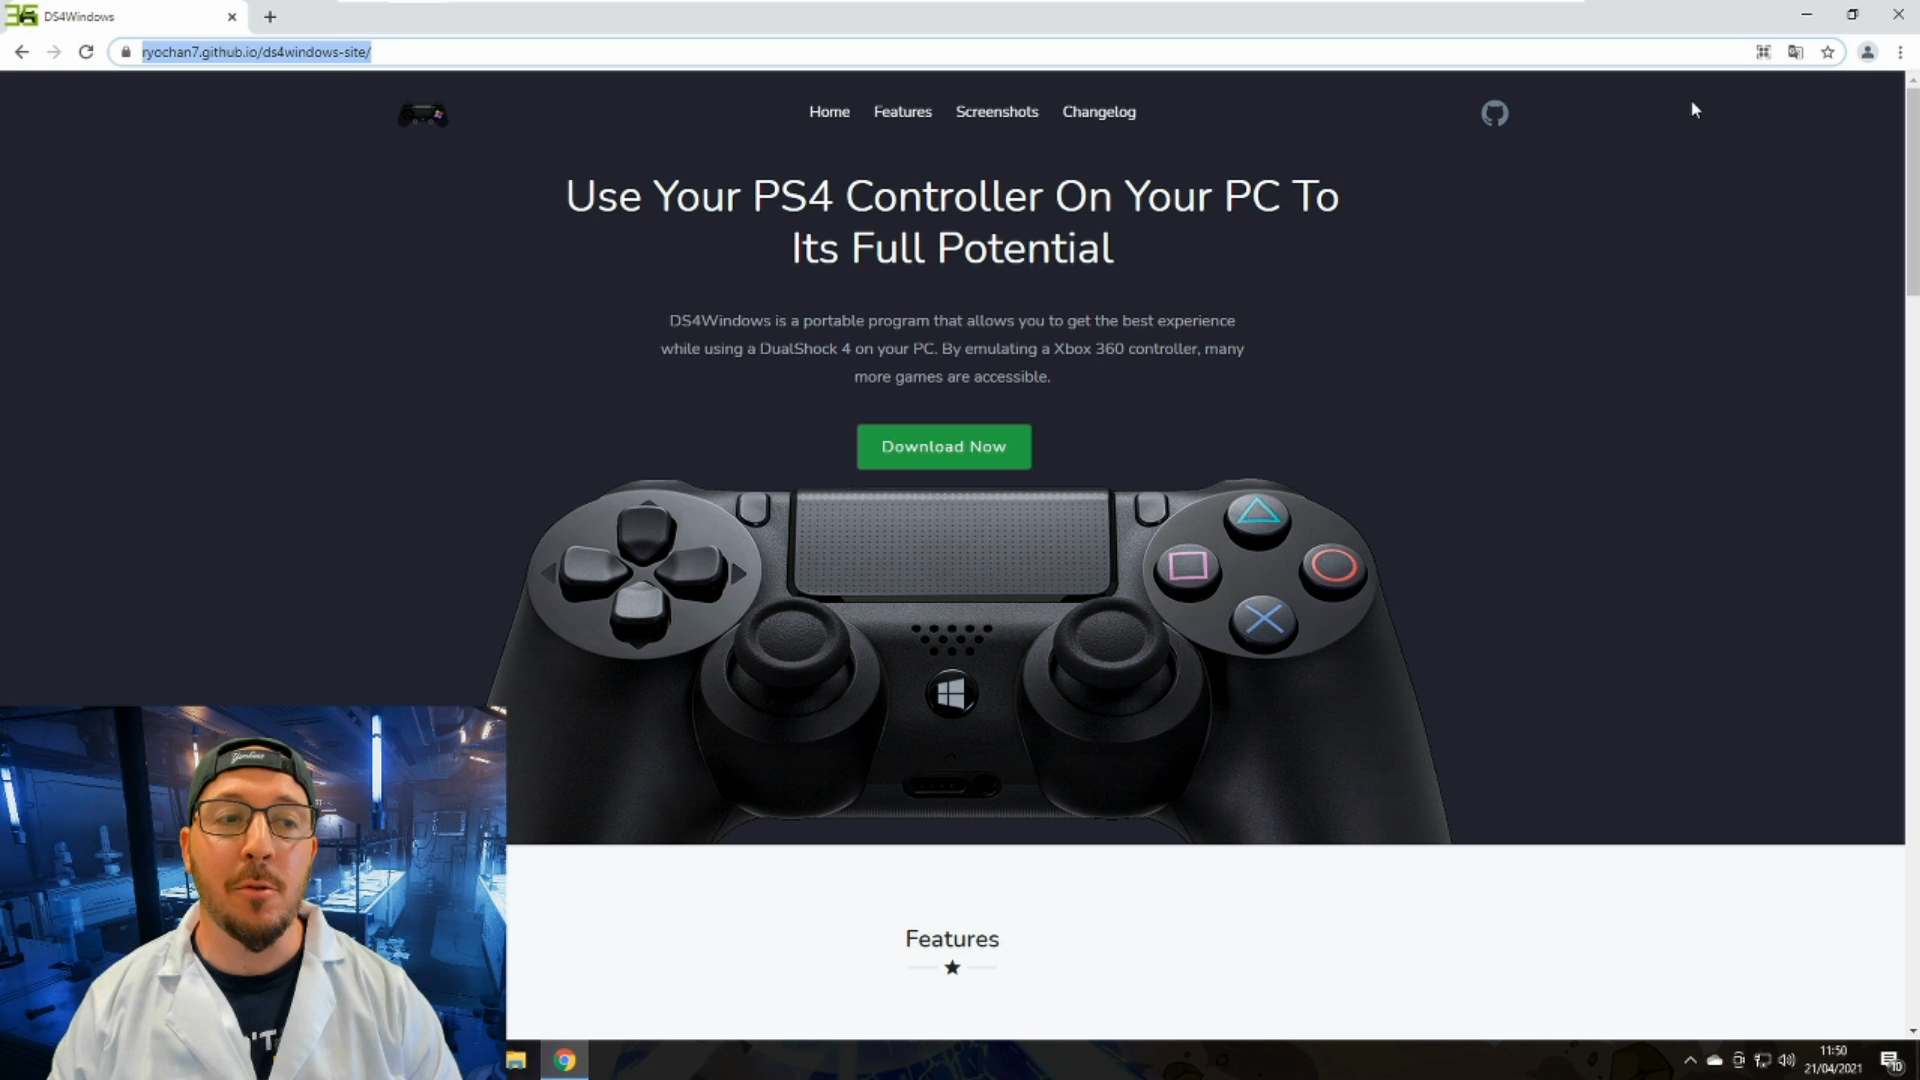 DS4Windows
ryochan7.github.io/ds4windows-site/
Home Features Screenshots Changelog
Use Your PS4 Controller On Your PC To
Its Full Potential
DS4Windows is a portable program that allows you to get the best experience
while using a DualShock 4 on your PC. By emulating a Xbox 360 controller, many
more games are accessible.
Download Now
Features
11:50
21/04/2021